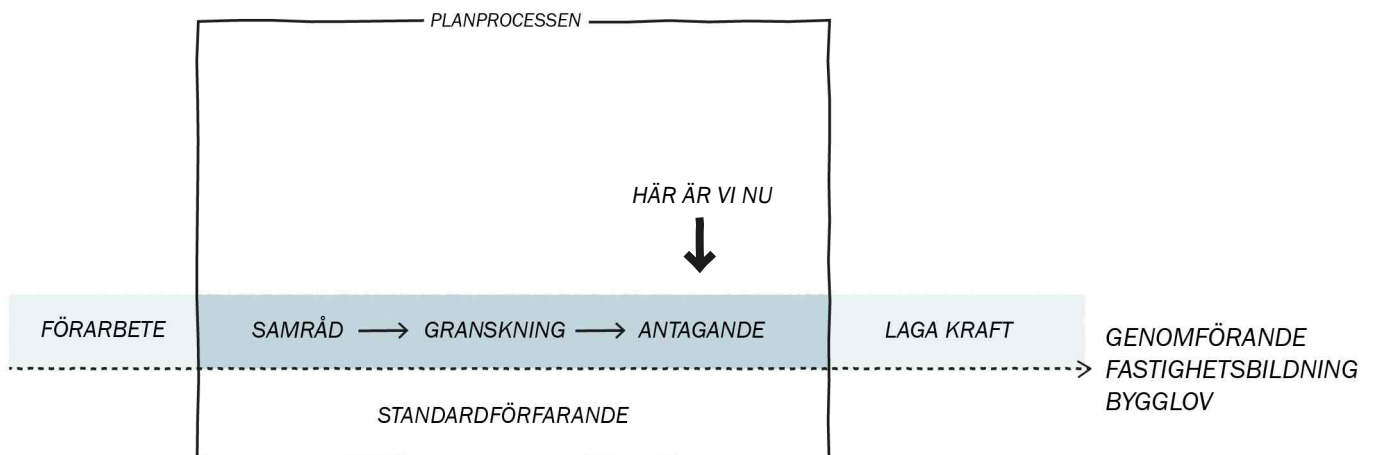 PLANPROCESSEN
HÄR ÄR VI NU
FÖRARBETE
SAMRÅD
GRANSKNING
ANTAGANDE
LAGA KRAFT
GENOMFÖRANDE
FASTIGHETSBILDNING
BYGGLOV
STANDARDFÖRFARANDE